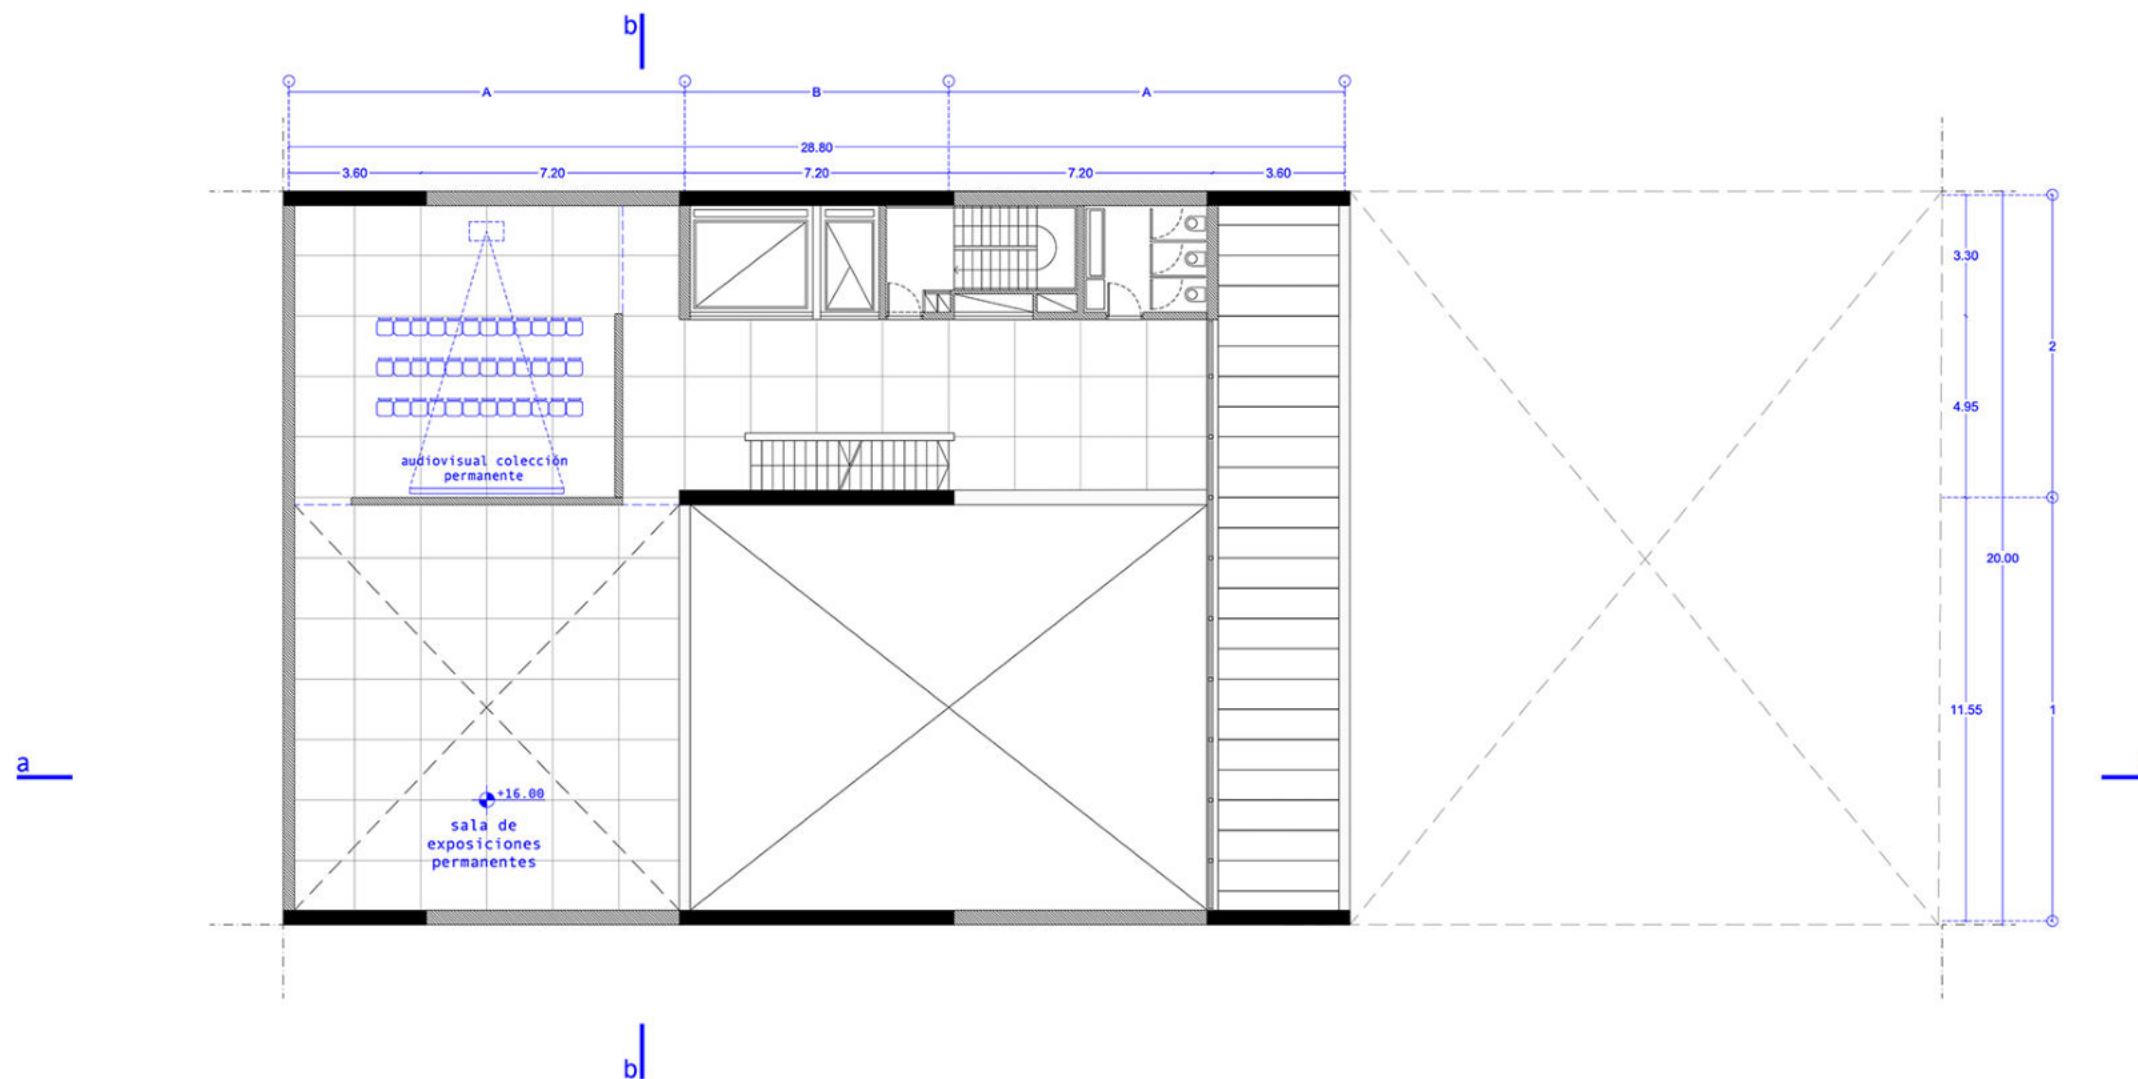 b
A B A
28.80
3.60 7.20 7.20 7.20 3.60
3.30
2
4.95
audiovisual colección
permanente
20.00
11.55 1
a
+16.00
sala de
exposiciones
permanentes
b